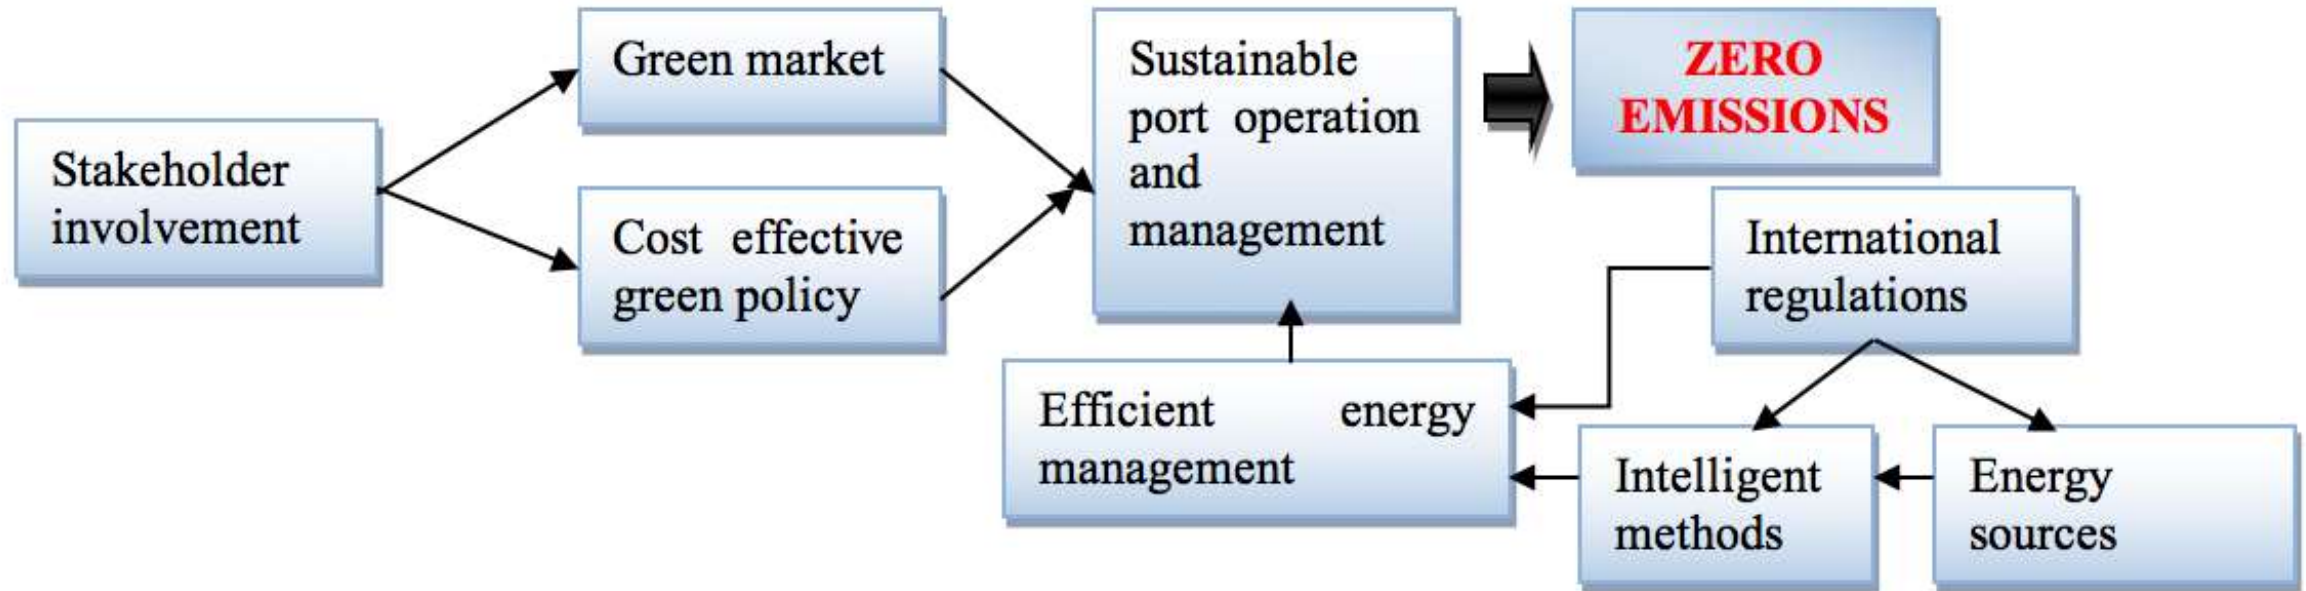 Stakeholder
involvement
Green market
Cost effective
green policy
Sustainable
port operation
and
management
ZERO
EMISSIONS
International
regulations
Efficient energy
management
Intelligent
methods
Energy
sources